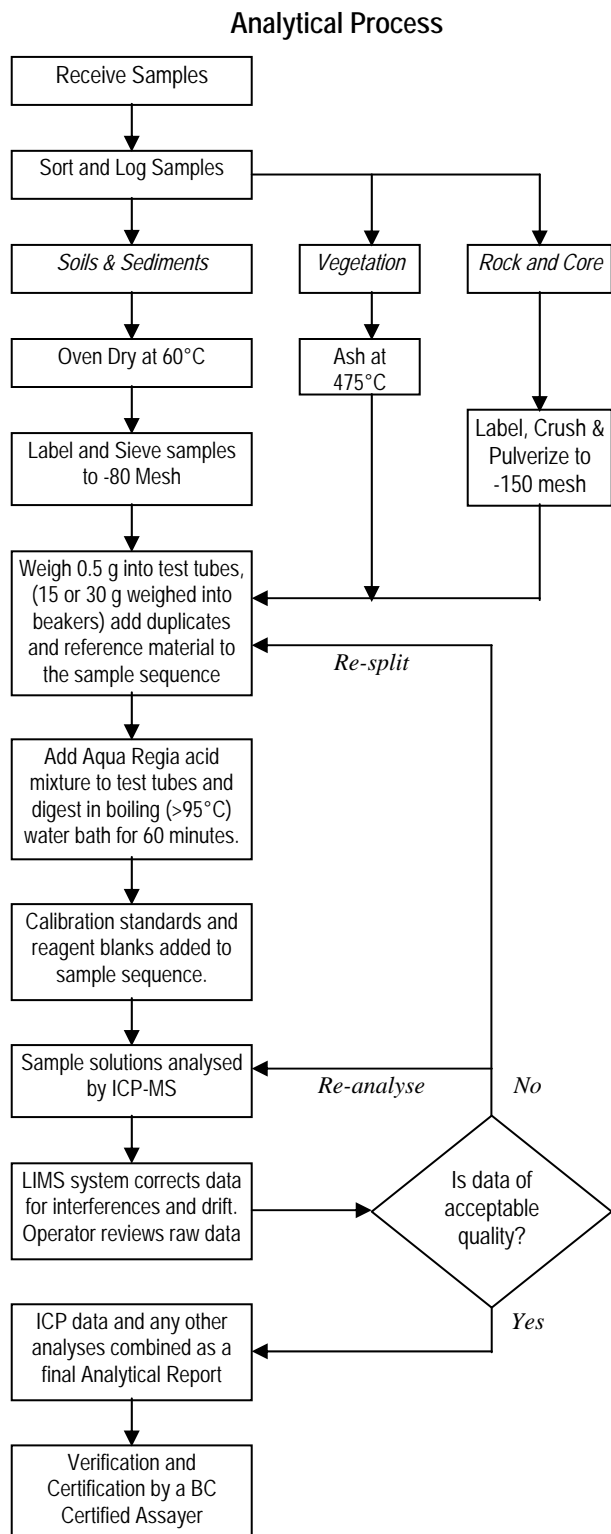 Analytical Process
Receive Samples
Sort and Log Samples
Soils & Sediments
Vegetation
Rock and Core
Oven Dry at 60°C
Ash at
475°C
Label and Sieve samples
to -80 Mesh
Label, Crush &
Pulverize to
-150 mesh
Weigh 0.5 g into test tubes,
(15 or 30 g weighed into
beakers) add duplicates
and reference material to
the sample sequence
Re-split
Add Aqua Regia acid
mixture to test tubes and
digest in boiling (>95°C)
water bath for 60 minutes.
Calibration standards and
reagent blanks added to
sample sequence.
Sample solutions analysed
by ICP-MS
Re-analyse
No
LIMS system corrects data
for interferences and drift.
Operator reviews raw data
Is data of
acceptable
quality?
Yes
ICP data and any other
analyses combined as a
final Analytical Report
Verification and
Certification by a BC
Certified Assayer